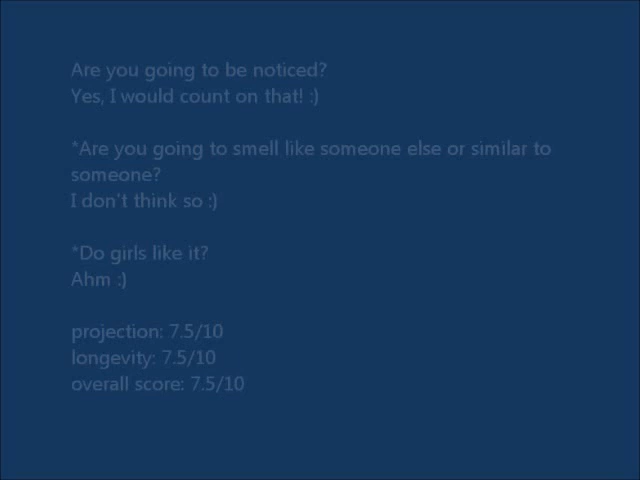 Are you going to be noticed?
Yes, I would count on that! :)
*Are you going to smell like someone else or similar to
someone?
I don't think so :)
*Do girls like it?
Ahm :)
projection: 7.5/10
longevity: 7.5/10
overall score: 7.5/10